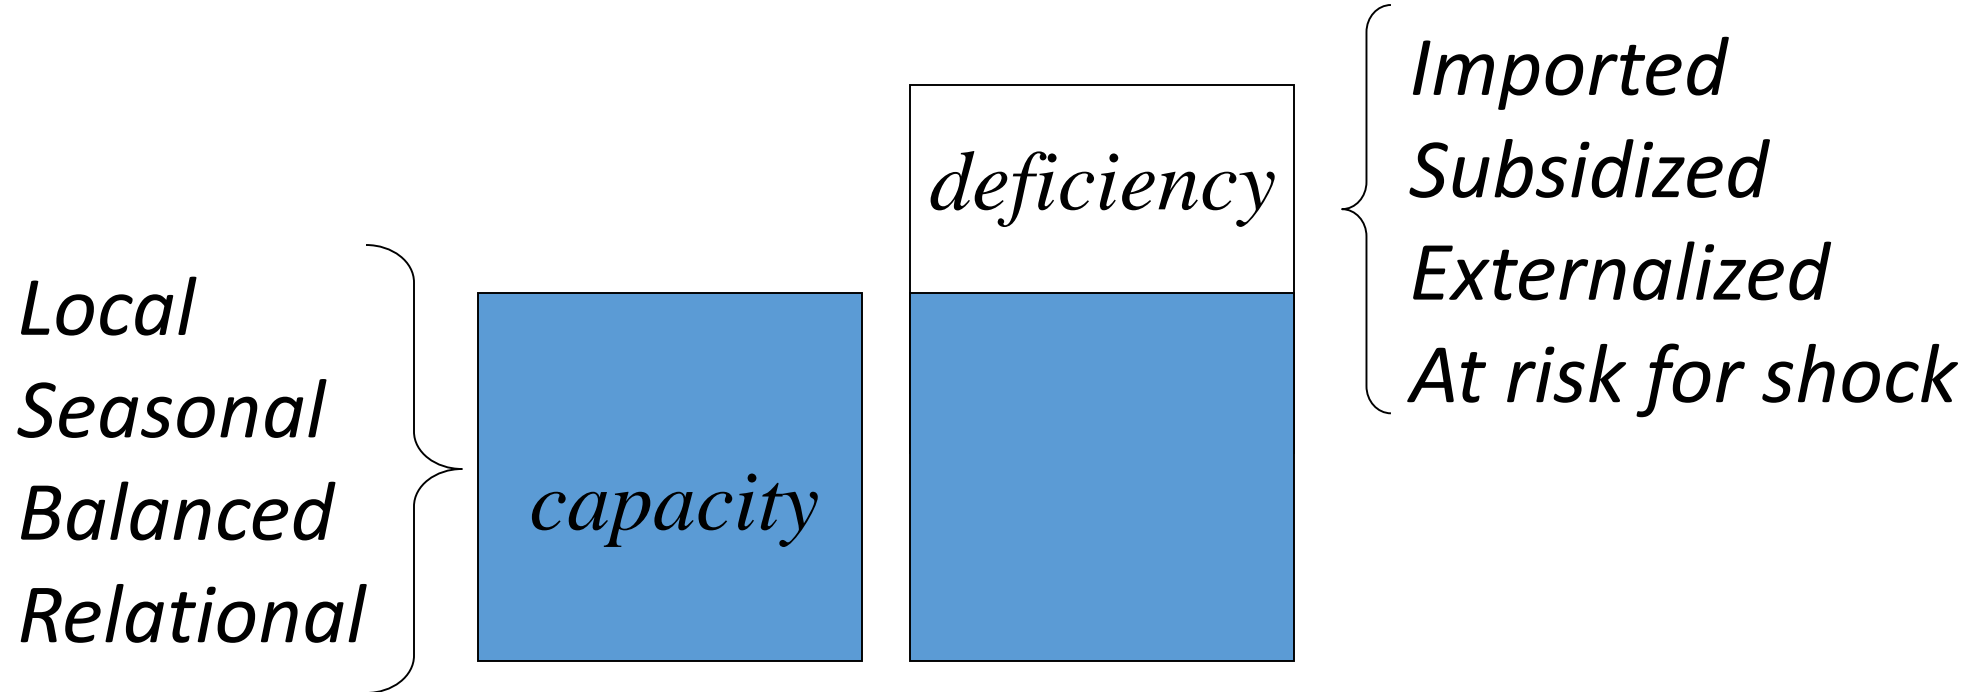 Local
Seasonal
Balanced
Relational
capacity
deficiency
Imported
Subsidized
Externalized
At risk for shock